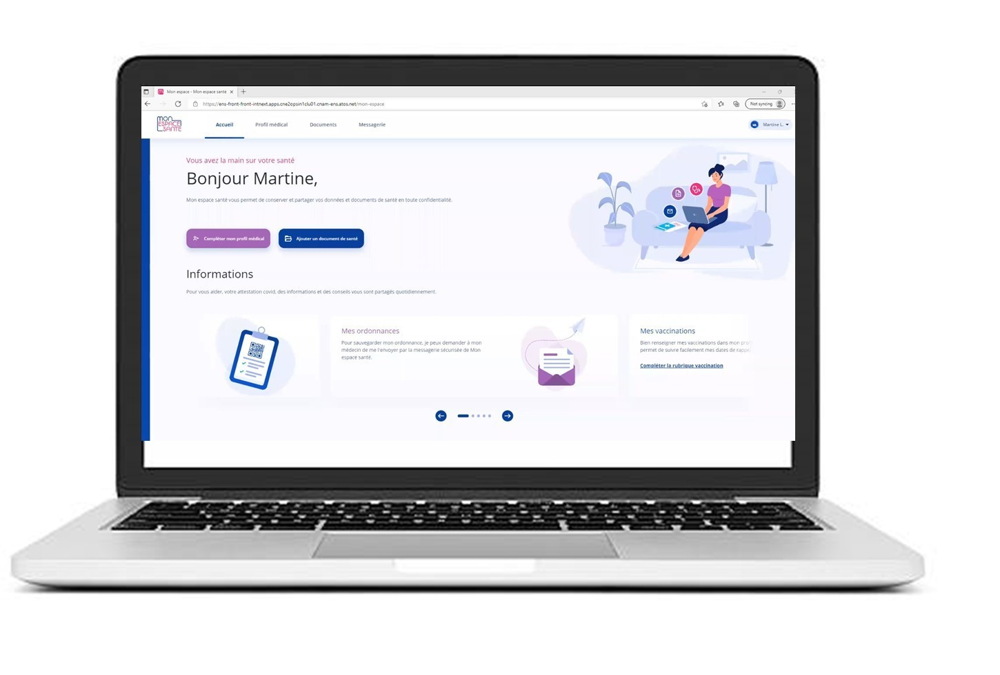 Mon espace - Mon espace santé
https://ens-front-front-intnext.apps.cne2opsin1clu01.cnam-ens.atos.net/mon-espace
Not syncing
mon
ESPACE
SANTÉ
Accueil
Profil médical
Documents
Messagerie
ML
Martine L.
Vous avez la main sur votre santé
Bonjour Martine,
Mon espace santé vous permet de conserver et partager vos données et documents de santé en toute confidentialité.
Compléter mon profil médical
Ajouter un document de santé
Informations
Pour vous aider, votre attestation covid, des informations et des conseils vous sont partagés quotidiennement.
Mes ordonnances
Pour sauvegarder mon ordonnance, je peux demander à mon
médecin de me l'envoyer par la messagerie sécurisée de Mon
espace santé.
Mes vaccinations
Bien renseigner mes vaccinations dans mon
permet de suivre facilement mes dates de
Compléter la rubrique vaccination